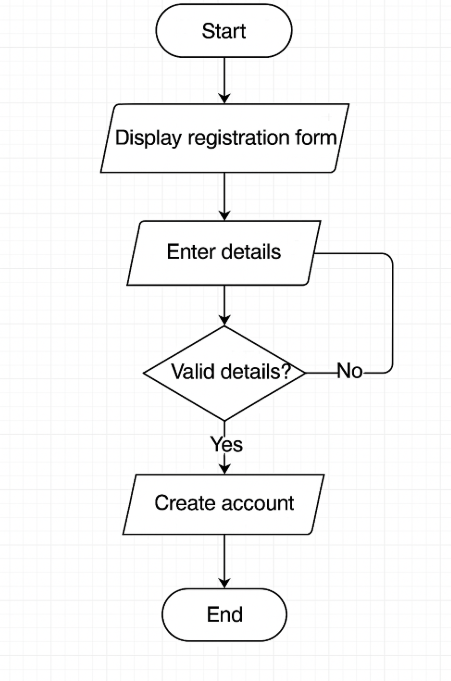 Start
Display registration form
Enter details
Valid details?
No
Yes
Create account
End